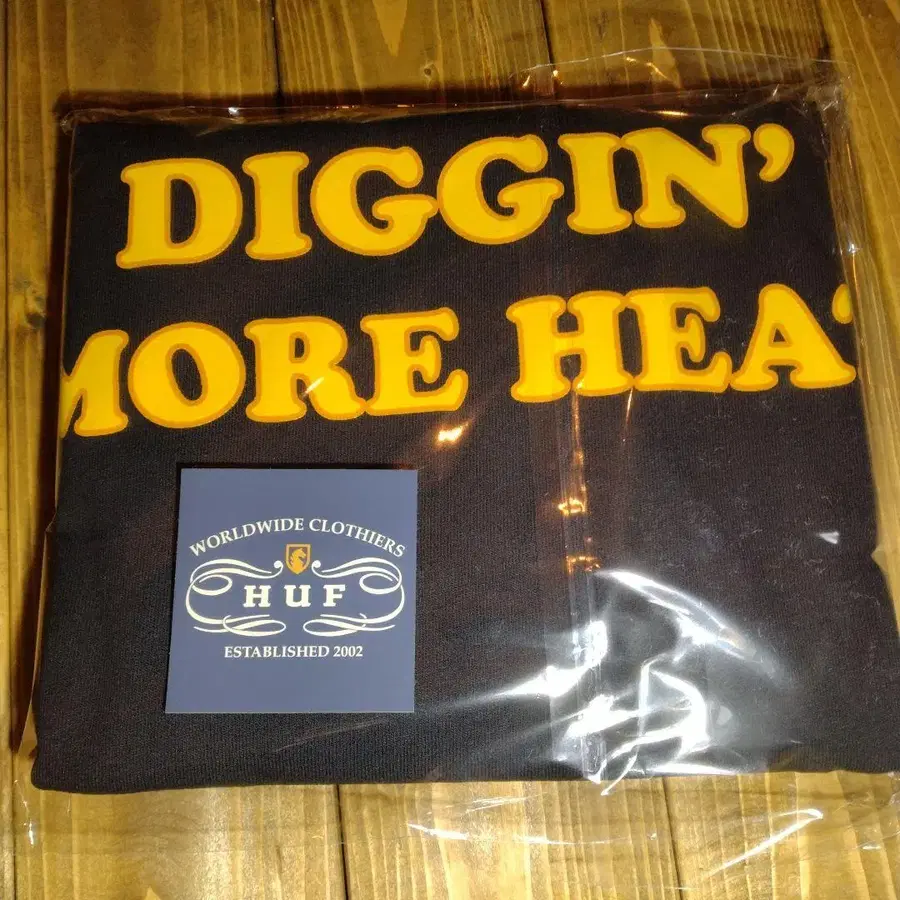 DIGGIN'
MORE HEA
WORLDWIDE CLOTHIERS
HUF
ESTABLISHED 2002